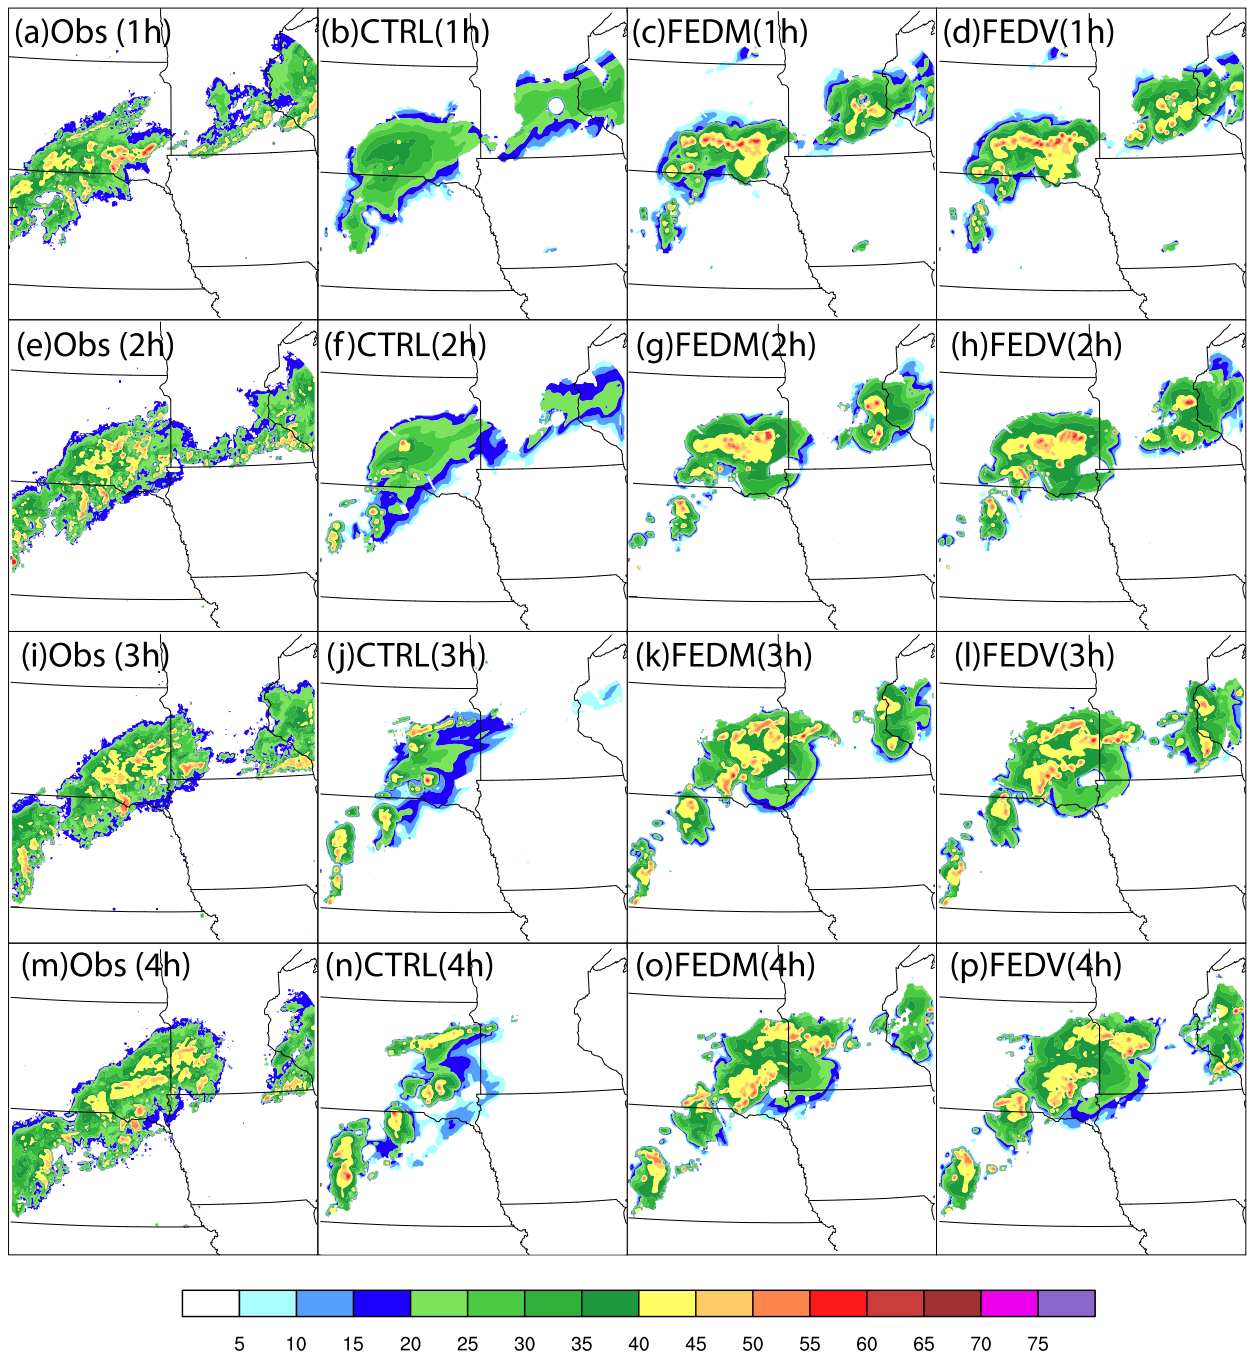 (a)Obs (1h) (b)CTRL(1h) (c)FEDM(1h) (d)FEDV(1h)
(e)Obs (2h) (f)CTRL(2h) (g)FEDM(2h) (h)FEDV(2h)
(i)Obs (3h) (j)CTRL(3h) (k)FEDM(3h) (l)FEDV(3h)
(m)Obs (4h) (n)CTRL(4h) (o)FEDM(4h) (p)FEDV(4h)
5 10 15 20 25 30 35 40 45 50 55 60 65 70 75